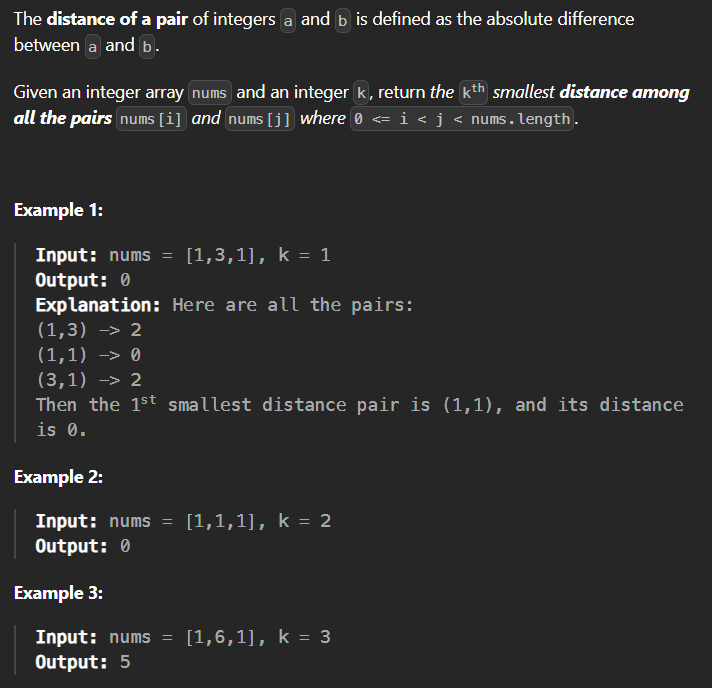 The distance of a pair of integers a and b is defined as the absolute difference
between a and b.
Given an integer array nums and an integer k, return the kth smallest distance among
all the pairs nums[i] and nums[j] where 0 <= i < j < nums.length.
Example 1:
Input: nums = [1,3,1], k = 1
Output: 0
Explanation: Here are all the pairs:
(1,3) -> 2
(1,1) -> 0
(3,1) -> 2
Then the 1st smallest distance pair is (1,1), and its distance
is 0.
Example 2:
Input: nums = [1,1,1], k = 2
Output: 0
Example 3:
Input: nums = [1,6,1], k = 3
Output: 5